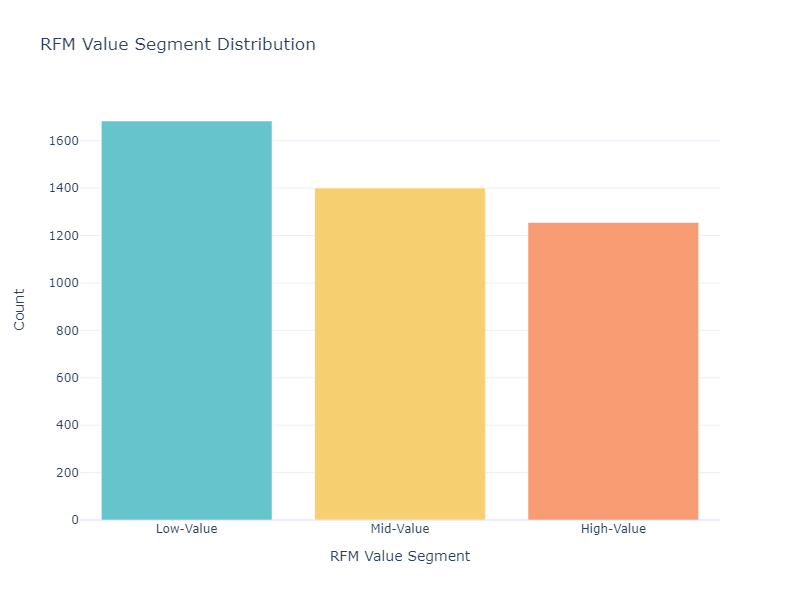 RFM Value Segment Distribution
1600
1400
1200
1000
800
600
400
200
0
Count
Low-Value
Mid-Value
High-Value
RFM Value Segment